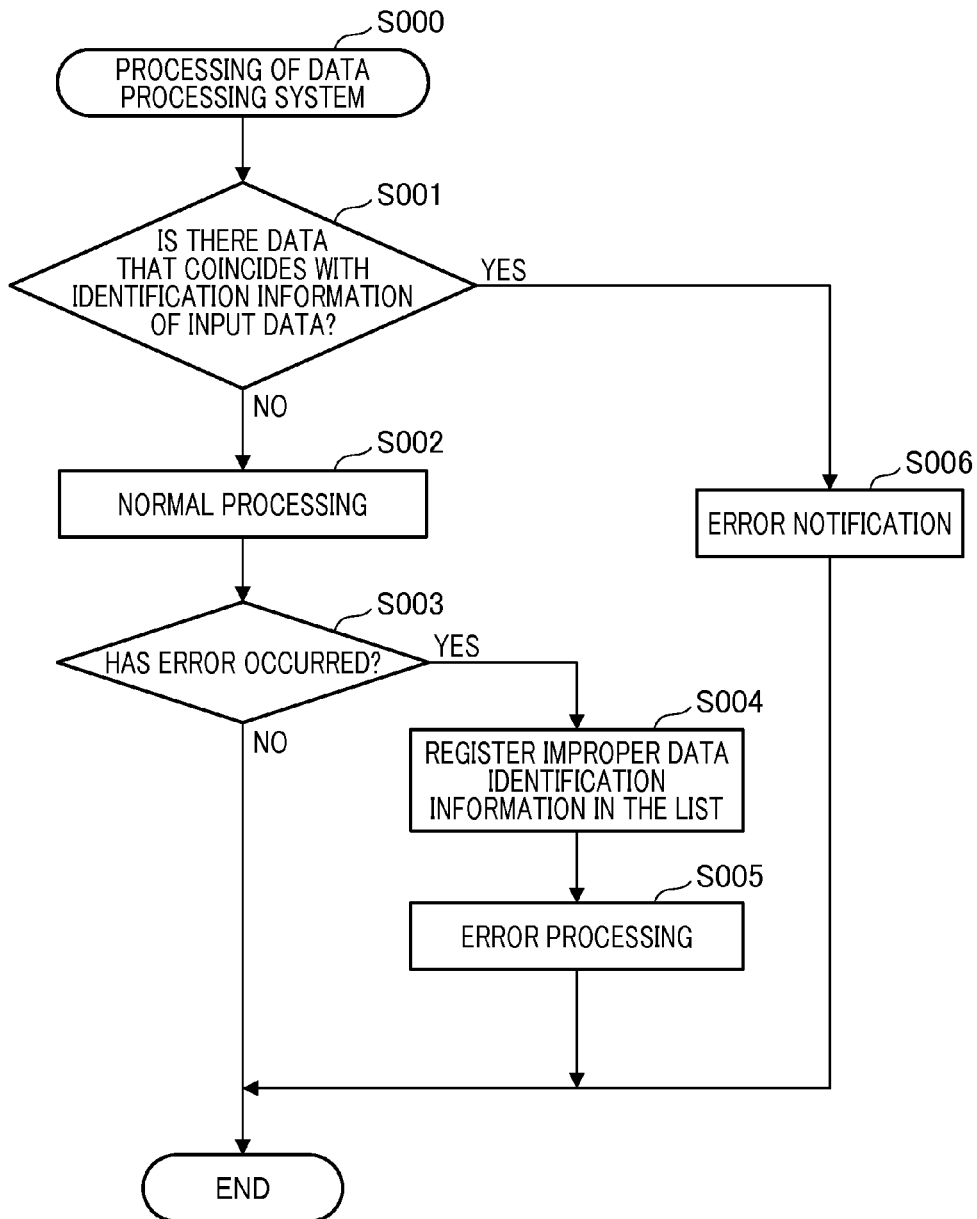 S000
PROCESSING OF DATA
PROCESSING SYSTEM
S001
IS THERE DATA
THAT COINCIDES WITH
IDENTIFICATION INFORMATION
OF INPUT DATA?
YES
NO
S002
NORMAL PROCESSING
S006
ERROR NOTIFICATION
S003
HAS ERROR OCCURRED?
YES
NO
S004
REGISTER IMPROPER DATA
IDENTIFICATION
INFORMATION IN THE LIST
S005
ERROR PROCESSING
END